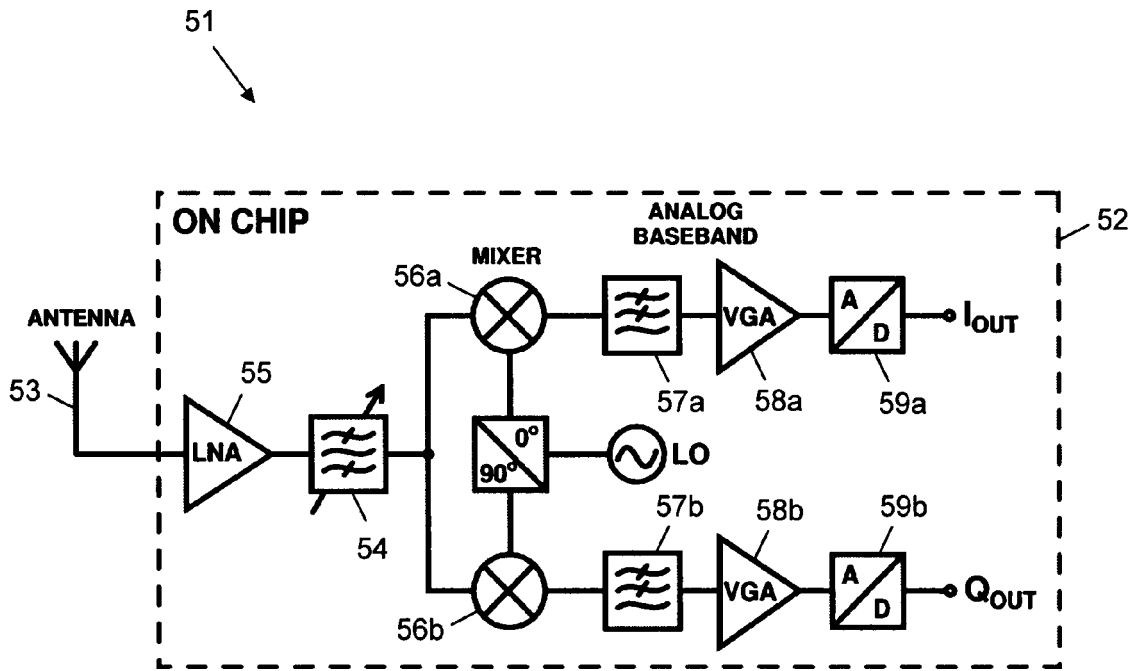 51
ON CHIP
ANALOG
BASEBAND
52
MIXER
56a
ANTENNA
VGA
A
D
I_OUT
53
55
57a
58a
59a
LNA
0°
90°
LO
54
57b
58b
59b
VGA
A
D
Q_OUT
56b